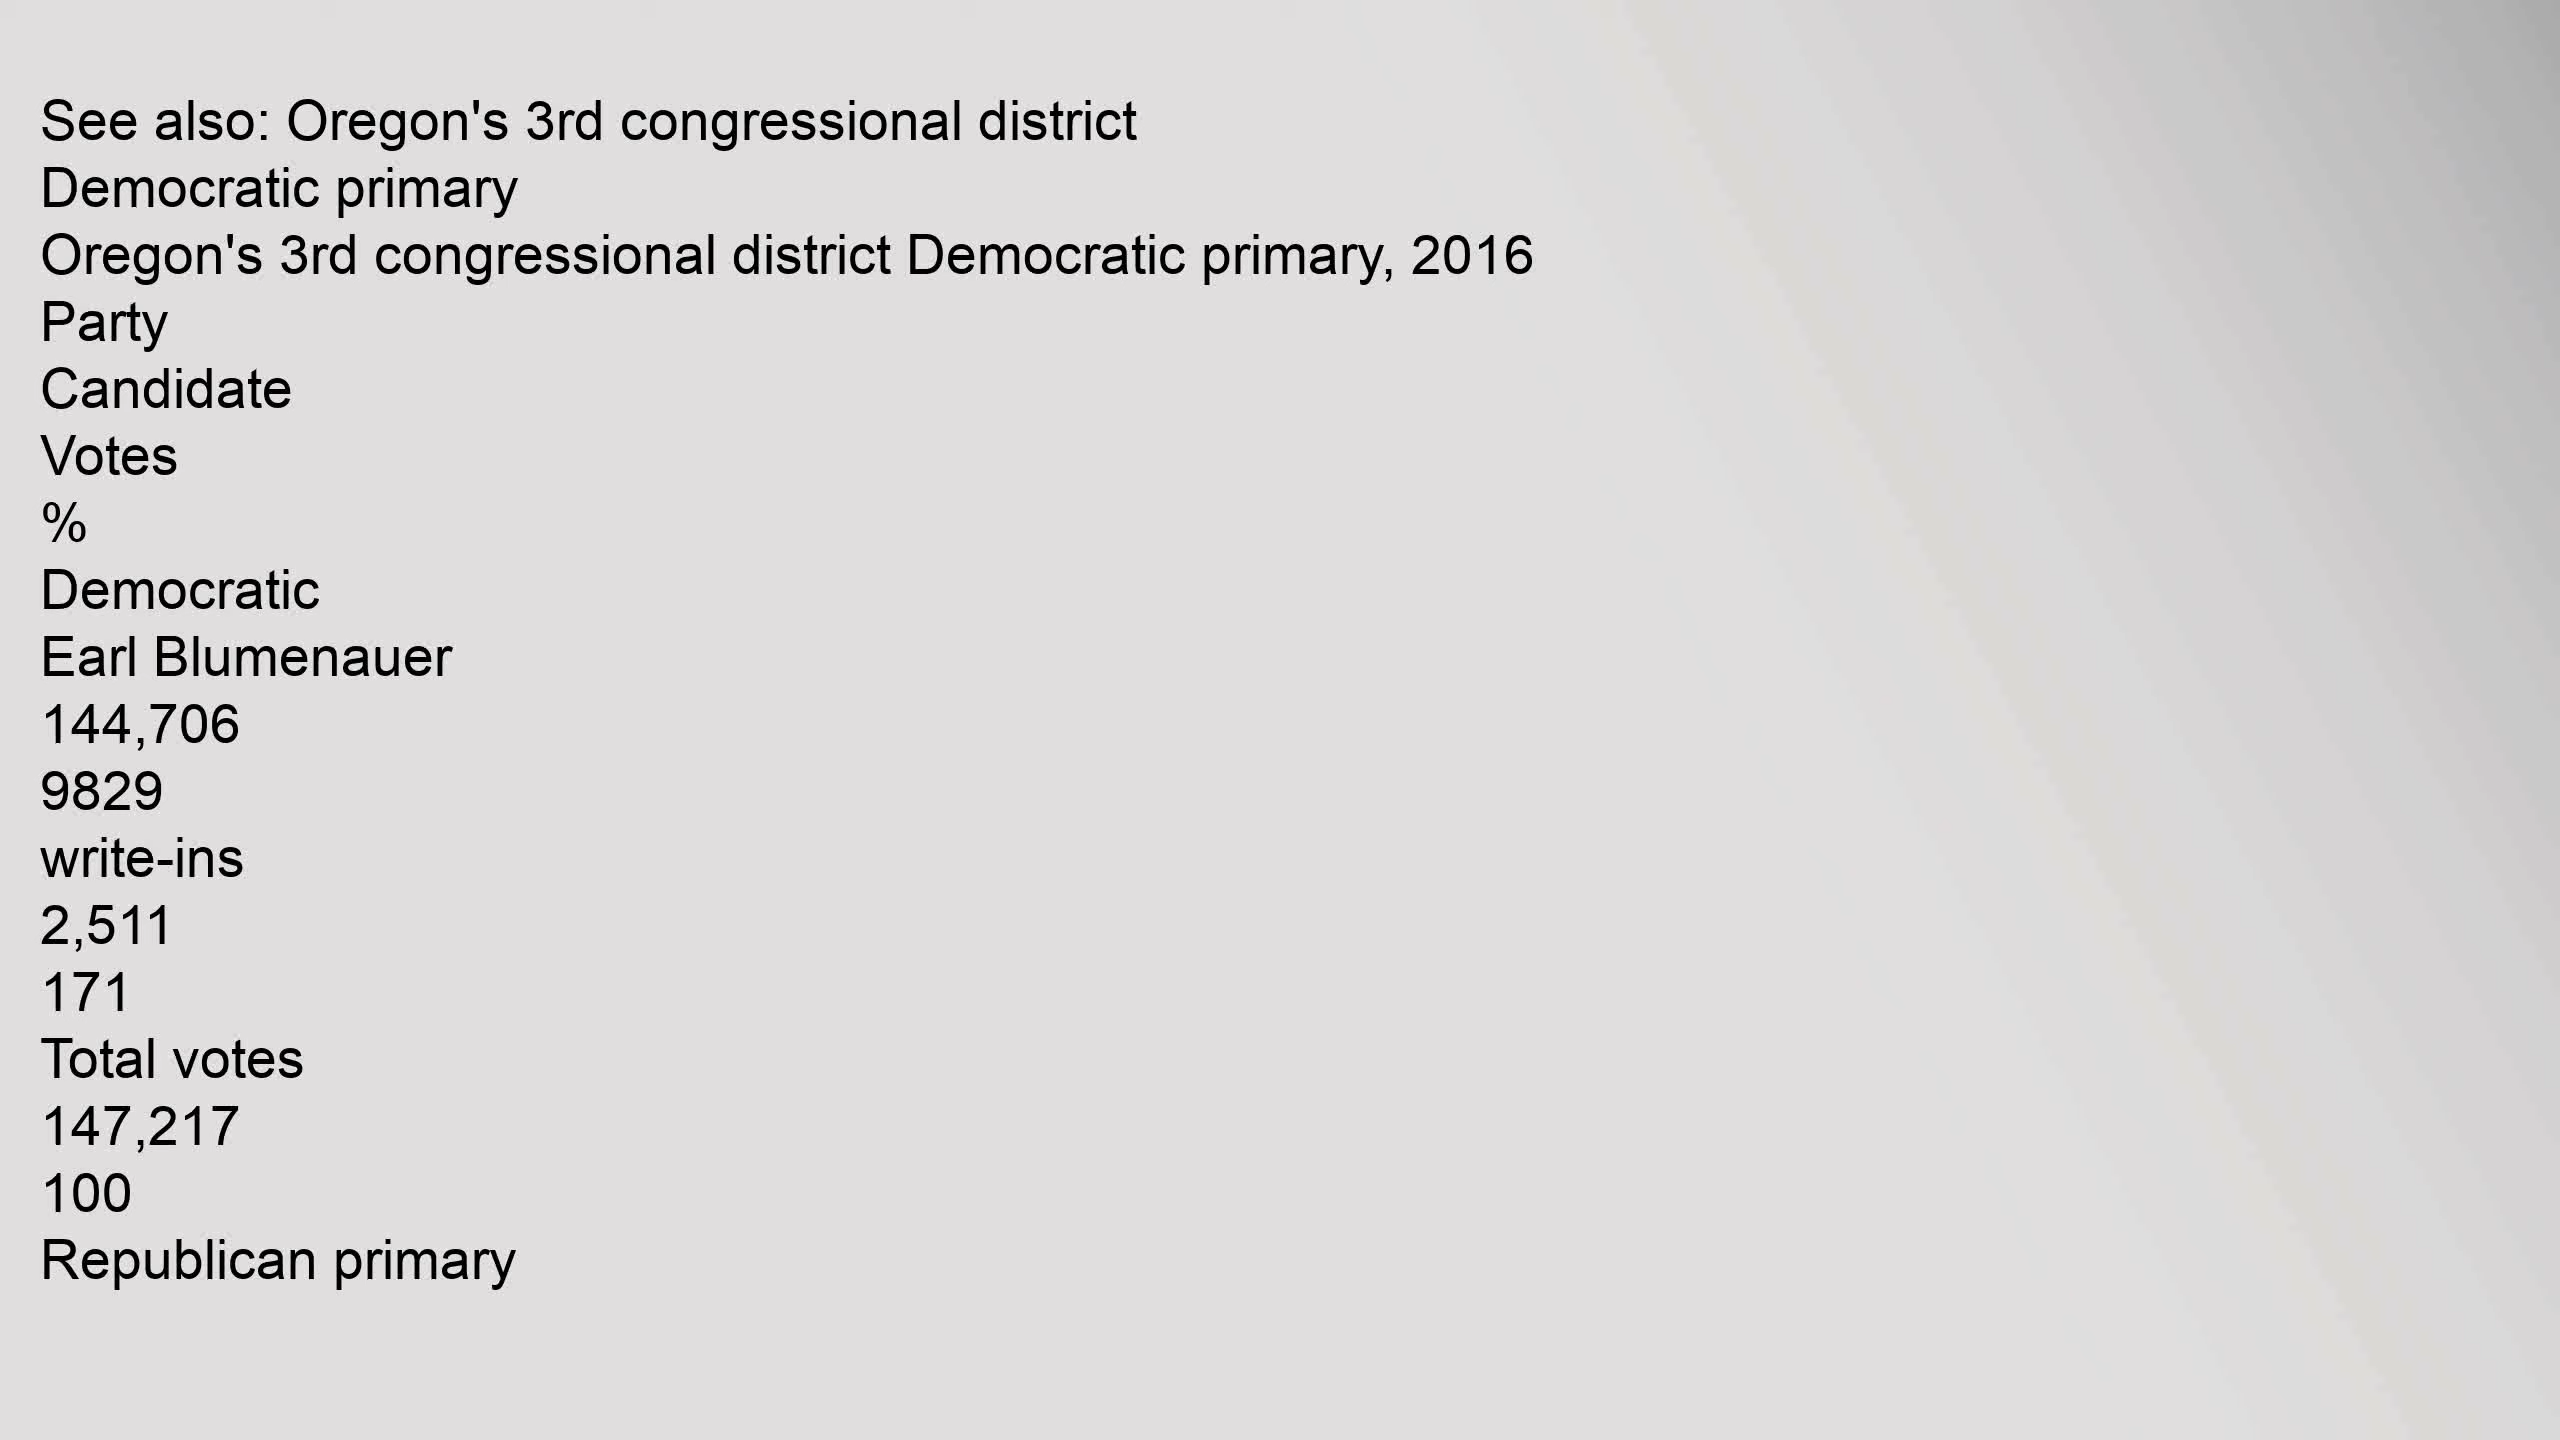 See also: Oregon's 3rd congressional district
Democratic primary
Oregon's 3rd congressional district Democratic primary, 2016
Party
Candidate
Votes
%
Democratic
Earl Blumenauer
144,706
9829
write-ins
2,511
171
Total votes
147,217
100
Republican primary